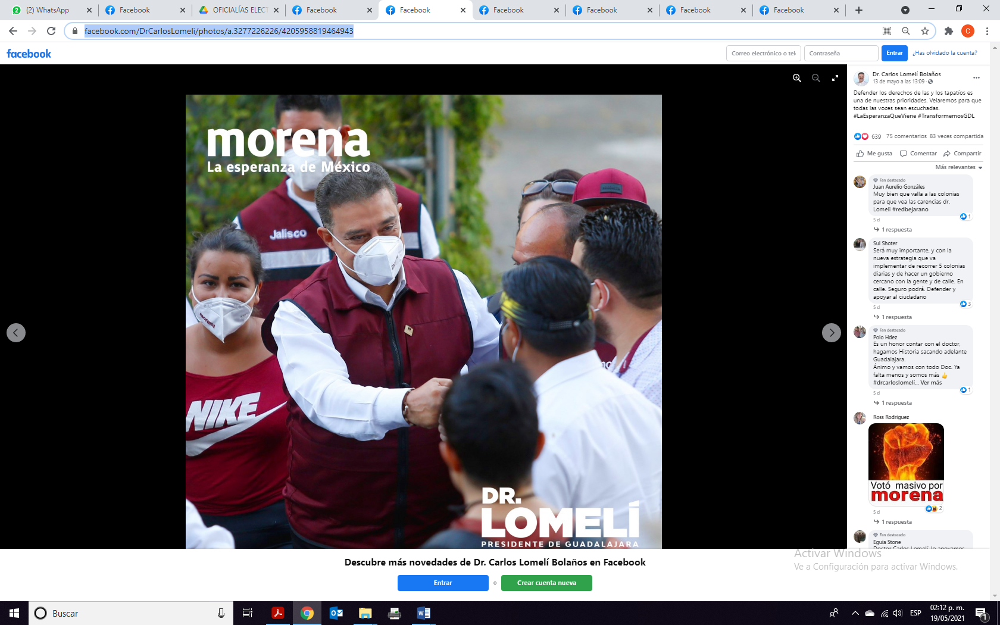 (2) WhatsApp
Facebook
OFICIALÍAS ELECT
Facebook
Facebook
Facebook
Facebook
Facebook
Facebook
facebook.com/DrCarlosLomeli/photos/a.3277226226/4205958819464943
C
facebook
Correo electrónico o tel
Contraseña
Entrar
¿Has olvidado la cuenta?
morena
La esperanza de México
Jalisco
morena
NIKE
DR.
LOMELÍ
PRESIDENTE DE GUADALAJARA
Dr. Carlos Lomelí Bolaños
13 de mayo a las 13:09 ·
Defender los derechos de las y los tapatíos es
una de nuestras prioridades. Velaremos para que
todas las voces sean escuchadas.
#LaEsperanzaQueViene #TransformemosGDL
639 75 comentarios 83 veces compartida
Me gusta Comentar Compartir
Más relevantes
Fan destacado
Juan Aurelio Gonzáles
Muy bien que valla a las colonias
para que vea las carencias dr.
Lomeli #redbejarano
1
5 d
1 respuesta
Sul Shoter
Será muy importante, y con la
nueva estrategia que va
implementar de recorrer 5 colonias
diarias y de hacer un gobierno
cercano con la gente y de calle. En
calle. Seguro podrá. Defender y
apoyar al ciudadano
3
5 d
1 respuesta
Fan destacado
Polo Hdez
Es un honor contar con el doctor,
hagamos Historia sacando adelante
Guadalajara.
Ánimo y vamos con todo Doc. Ya
falta menos y somos más 👍
#drcarloslomeli... Ver más
1
5 d
1 respuesta
Ross Rodriguez
Votó masivo por
morena
2
5 d
1 respuesta
Fan destacado
Eguia Stone
Doctor Carlos Lomelí, lo apoyamos
Descubre más novedades de Dr. Carlos Lomelí Bolaños en Facebook
Entrar o Crear cuenta nueva
Activar Windows
Ve a Configuración para activar Windows.
Buscar
ESP
02:12 p. m.
19/05/2021
1